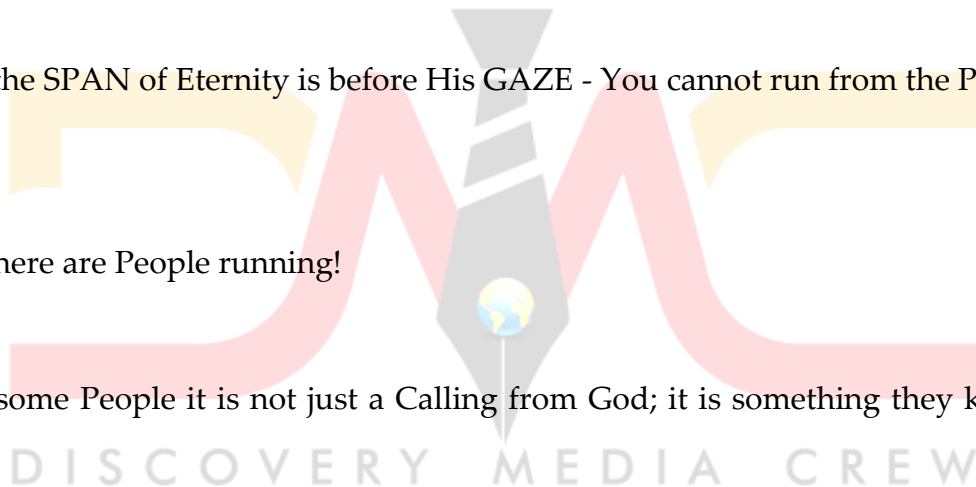 the SPAN of Eternity is before His GAZE - You cannot run from the P
here are People running!
some People it is not just a Calling from God; it is something they k
DISCOVERY MEDIA CREW